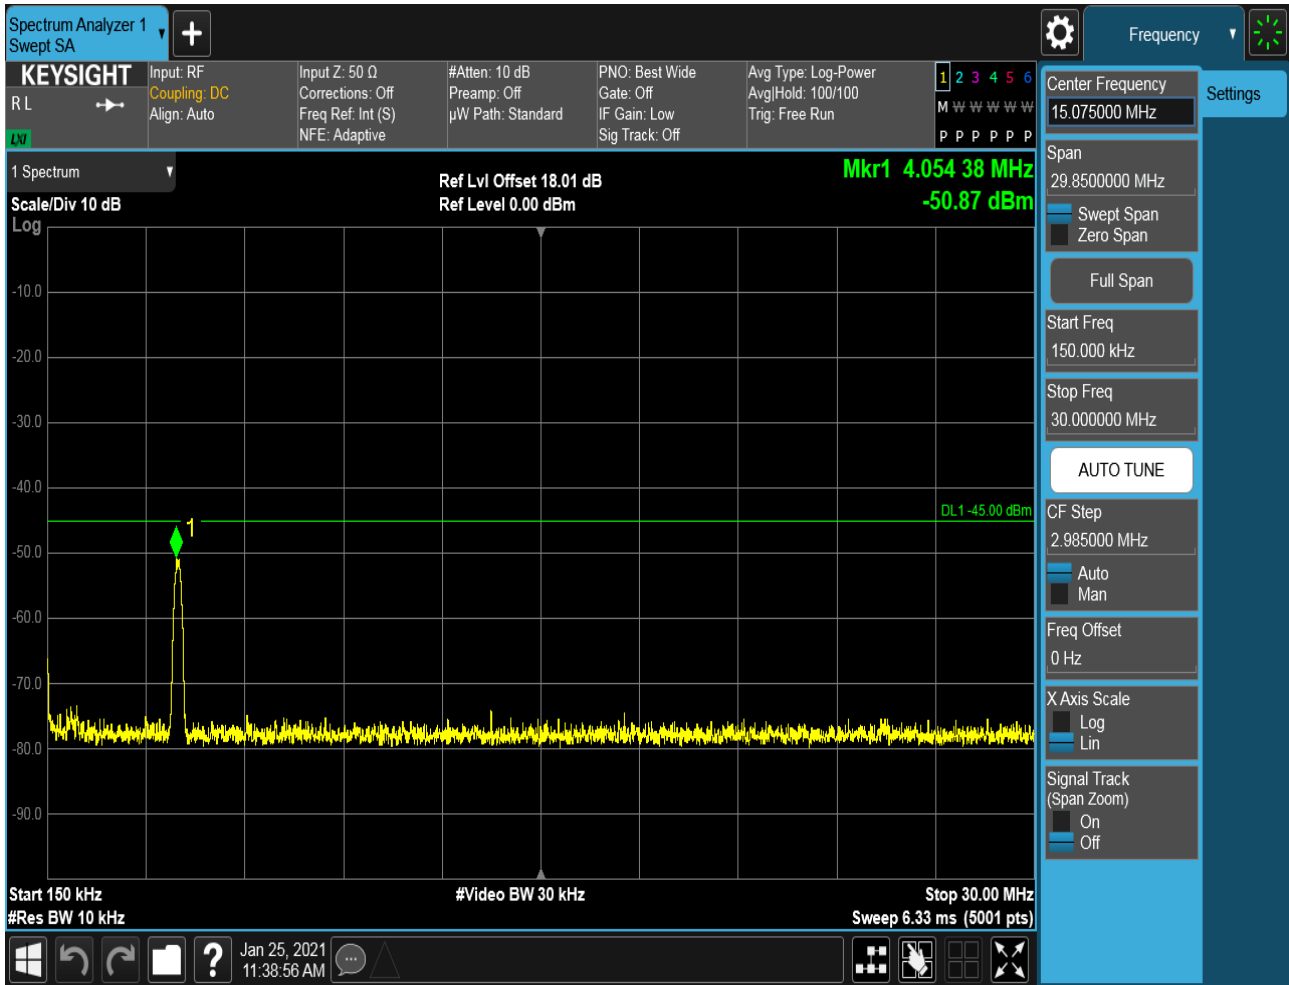 Spectrum Analyzer 1
Swept SA
Frequency
KEYSIGHT
R L
LXI
Input: RF
Coupling: DC
Align: Auto
Input Z: 50 Ω
Corrections: Off
Freq Ref: Int (S)
NFE: Adaptive
#Atten: 10 dB
Preamp: Off
µW Path: Standard
PNO: Best Wide
Gate: Off
IF Gain: Low
Sig Track: Off
Avg Type: Log-Power
Avg|Hold: 100/100
Trig: Free Run
1 2 3 4 5 6
M W W W W W
P P P P P P
1 Spectrum
Scale/Div 10 dB
Log
Ref Lvl Offset 18.01 dB
Ref Level 0.00 dBm
Mkr1 4.054 38 MHz
-50.87 dBm
-10.0
-20.0
-30.0
-40.0
DL1 -45.00 dBm
1
-50.0
-60.0
-70.0
-80.0
-90.0
Start 150 kHz
#Video BW 30 kHz
Stop 30.00 MHz
#Res BW 10 kHz
Sweep 6.33 ms (5001 pts)
?
Jan 25, 2021
11:38:56 AM
Center Frequency
15.075000 MHz
Settings
Span
29.8500000 MHz
Swept Span
Zero Span
Full Span
Start Freq
150.000 kHz
Stop Freq
30.000000 MHz
AUTO TUNE
CF Step
2.985000 MHz
Auto
Man
Freq Offset
0 Hz
X Axis Scale
Log
Lin
Signal Track
(Span Zoom)
On
Off